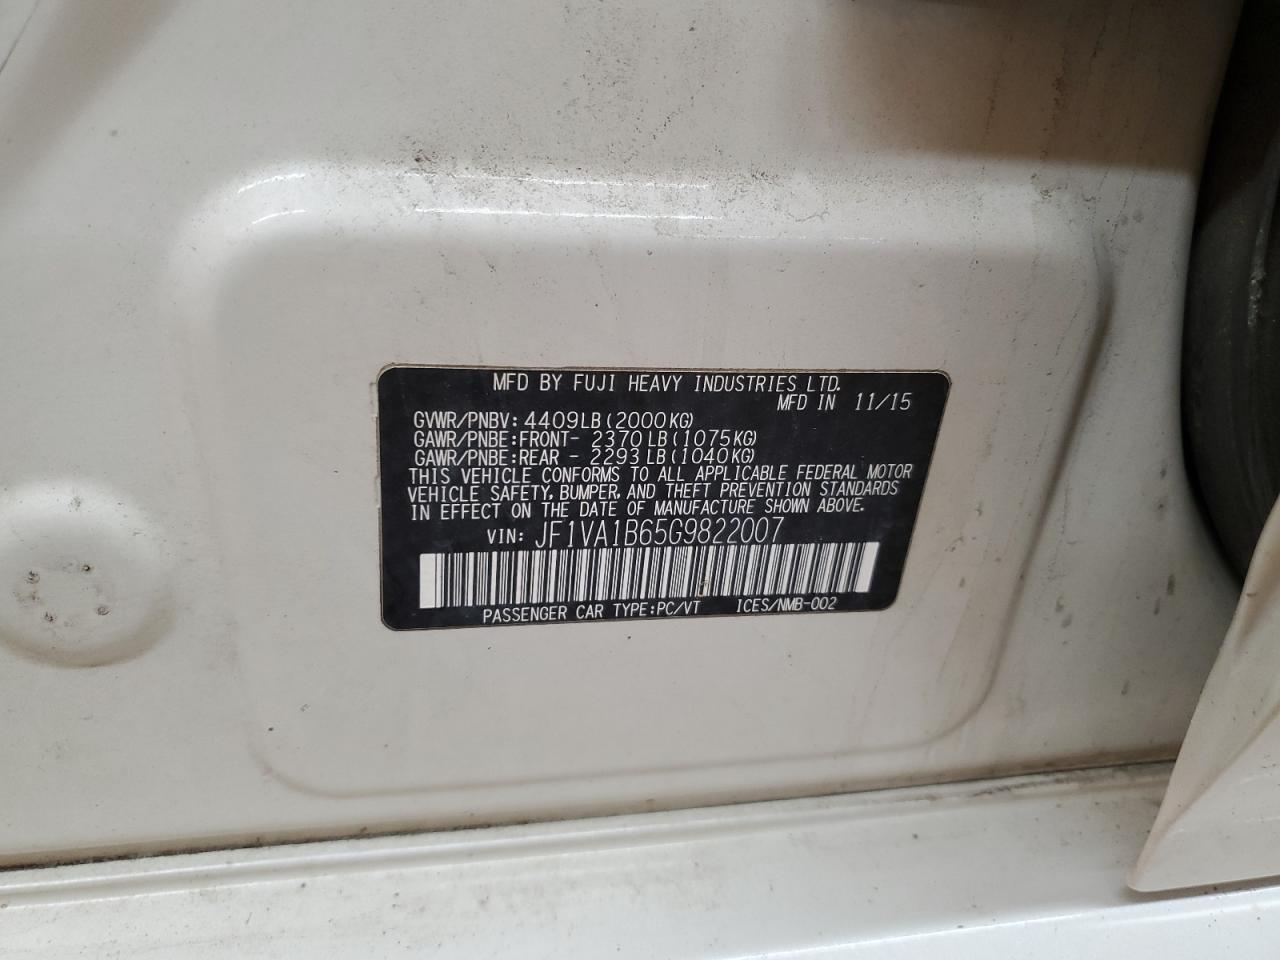 MFD BY FUJI HEAVY INDUSTRIES LTD.
MFD IN 11/15
GVWR/PNBV: 4409LB(2000KG)
GAWR/PNBE:FRONT- 2370LB(1075KG)
GAWR/PNBE:REAR - 2293LB(1040KG)
THIS VEHICLE CONFORMS TO ALL APPLICABLE FEDERAL MOTOR
VEHICLE SAFETY, BUMPER, AND THEFT PREVENTION STANDARDS
IN EFFECT ON THE DATE OF MANUFACTURE SHOWN ABOVE.
VIN: JF1VA1B65G9822007
PASSENGER CAR TYPE:PC/VT ICES/NMB-002